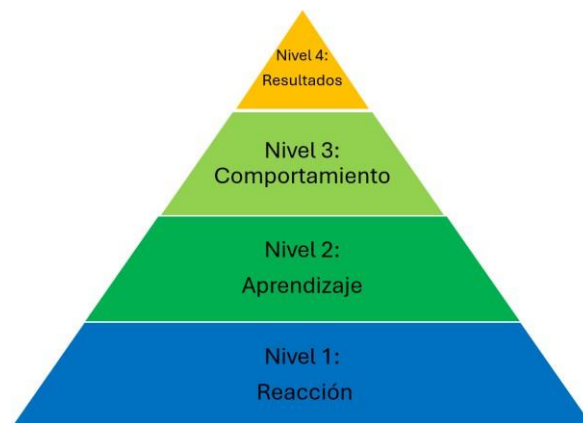 Nivel 4:
Resultados
Nivel 3:
Comportamiento
Nivel 2:
Aprendizaje
Nivel 1:
Reacción